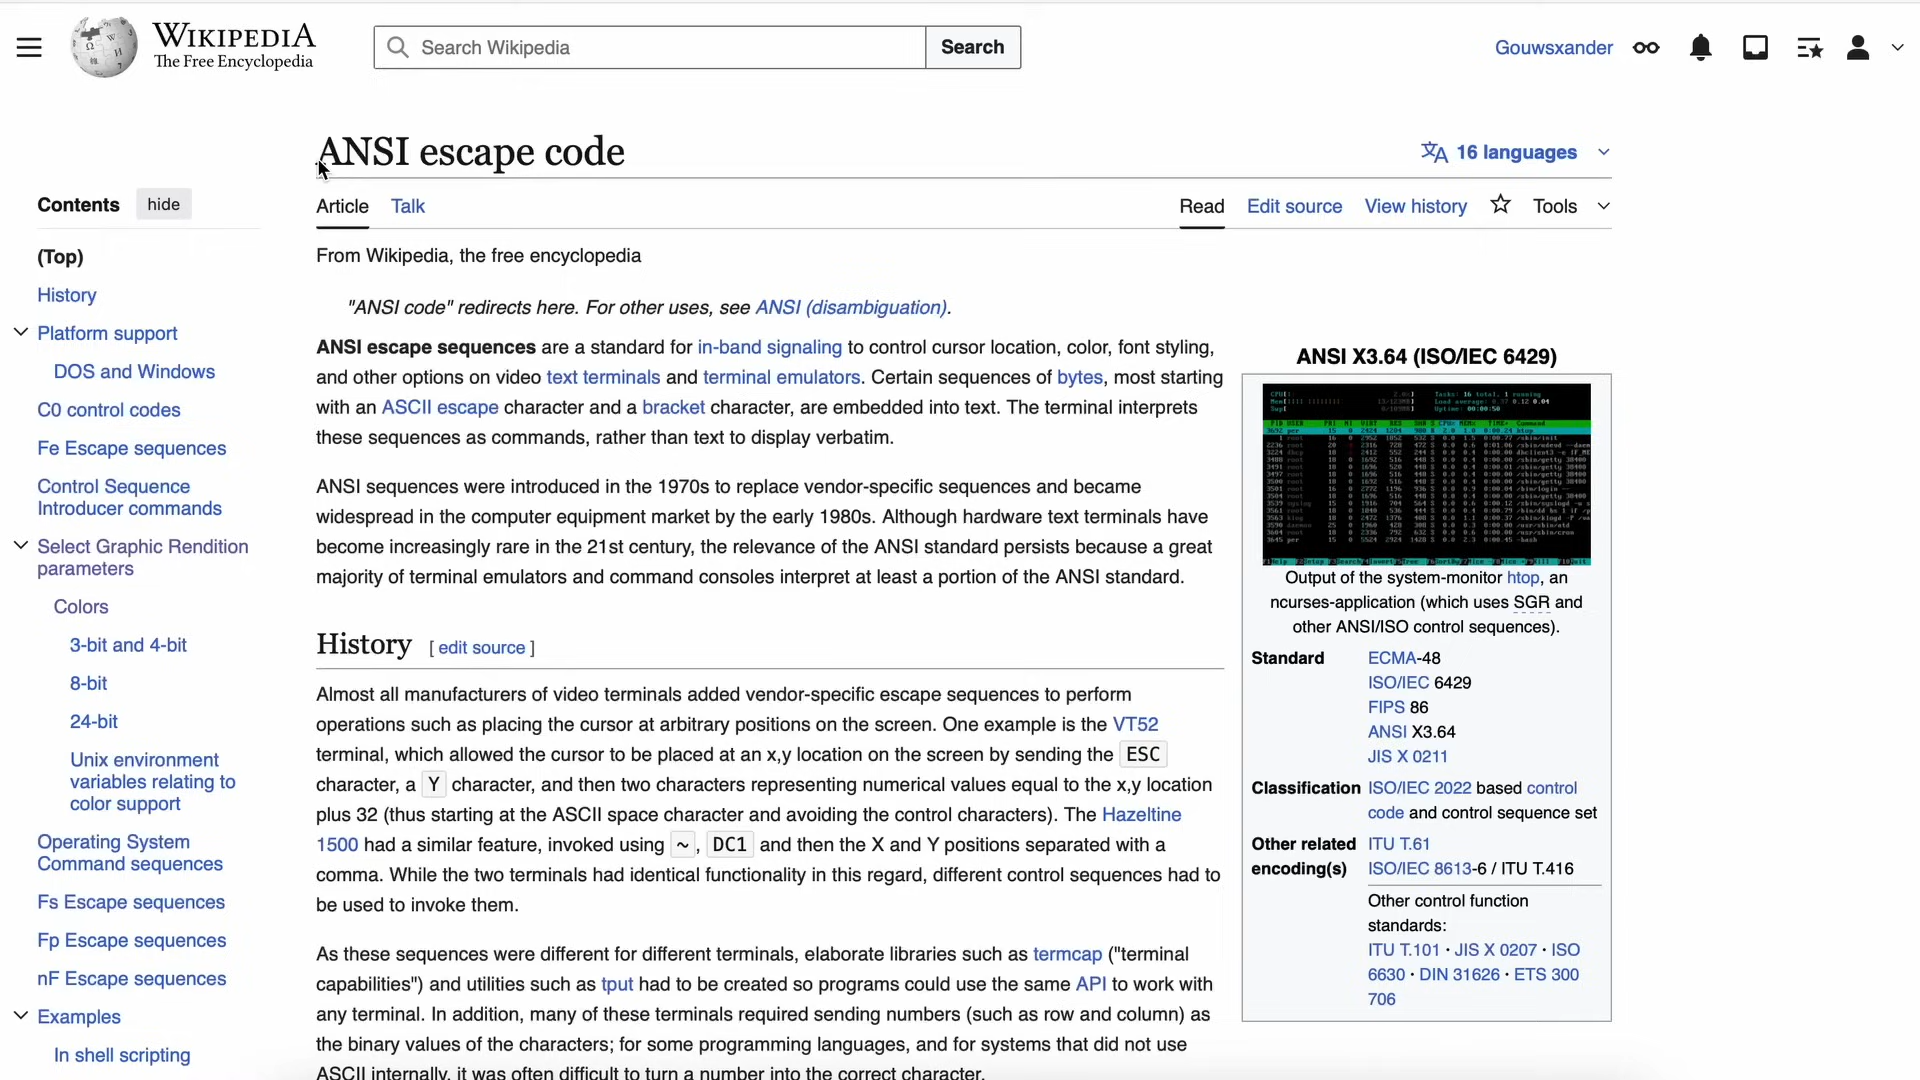 WIKIPEDIA
The Free Encyclopedia
Search Wikipedia
Search
Gouwsxander
ANSI escape code
16 languages
Contents
hide
Article
Talk
Read
Edit source
View history
Tools
(Top)
History
Platform support
DOS and Windows
C0 control codes
Fe Escape sequences
Control Sequence
Introducer commands
Select Graphic Rendition
parameters
Colors
3-bit and 4-bit
8-bit
24-bit
Unix environment
variables relating to
color support
Operating System
Command sequences
Fs Escape sequences
Fp Escape sequences
nF Escape sequences
Examples
In shell scripting
From Wikipedia, the free encyclopedia
"ANSI code" redirects here. For other uses, see ANSI (disambiguation).
ANSI escape sequences are a standard for in-band signaling to control cursor location, color, font styling,
and other options on video text terminals and terminal emulators. Certain sequences of bytes, most starting
with an ASCII escape character and a bracket character, are embedded into text. The terminal interprets
these sequences as commands, rather than text to display verbatim.
ANSI sequences were introduced in the 1970s to replace vendor-specific sequences and became
widespread in the computer equipment market by the early 1980s. Although hardware text terminals have
become increasingly rare in the 21st century, the relevance of the ANSI standard persists because a great
majority of terminal emulators and command consoles interpret at least a portion of the ANSI standard.
History [ edit source ]
Almost all manufacturers of video terminals added vendor-specific escape sequences to perform
operations such as placing the cursor at arbitrary positions on the screen. One example is the VT52
terminal, which allowed the cursor to be placed at an x,y location on the screen by sending the ESC
character, a Y character, and then two characters representing numerical values equal to the x,y location
plus 32 (thus starting at the ASCII space character and avoiding the control characters). The Hazeltine
1500 had a similar feature, invoked using ~, DC1 and then the X and Y positions separated with a
comma. While the two terminals had identical functionality in this regard, different control sequences had to
be used to invoke them.
As these sequences were different for different terminals, elaborate libraries such as termcap ("terminal
capabilities") and utilities such as tput had to be created so programs could use the same API to work with
any terminal. In addition, many of these terminals required sending numbers (such as row and column) as
the binary values of the characters; for some programming languages, and for systems that did not use
ASCII internally, it was often difficult to turn a number into the correct character.
ANSI X3.64 (ISO/IEC 6429)
Output of the system-monitor htop, an
ncurses-application (which uses SGR and
other ANSI/ISO control sequences).
Standard
ECMA-48
ISO/IEC 6429
FIPS 86
ANSI X3.64
JIS X 0211
Classification
ISO/IEC 2022 based control
code and control sequence set
Other related
encoding(s)
ITU T.61
ISO/IEC 8613-6 / ITU T.416
Other control function
standards:
ITU T.101 · JIS X 0207 · ISO
6630 · DIN 31626 · ETS 300
706